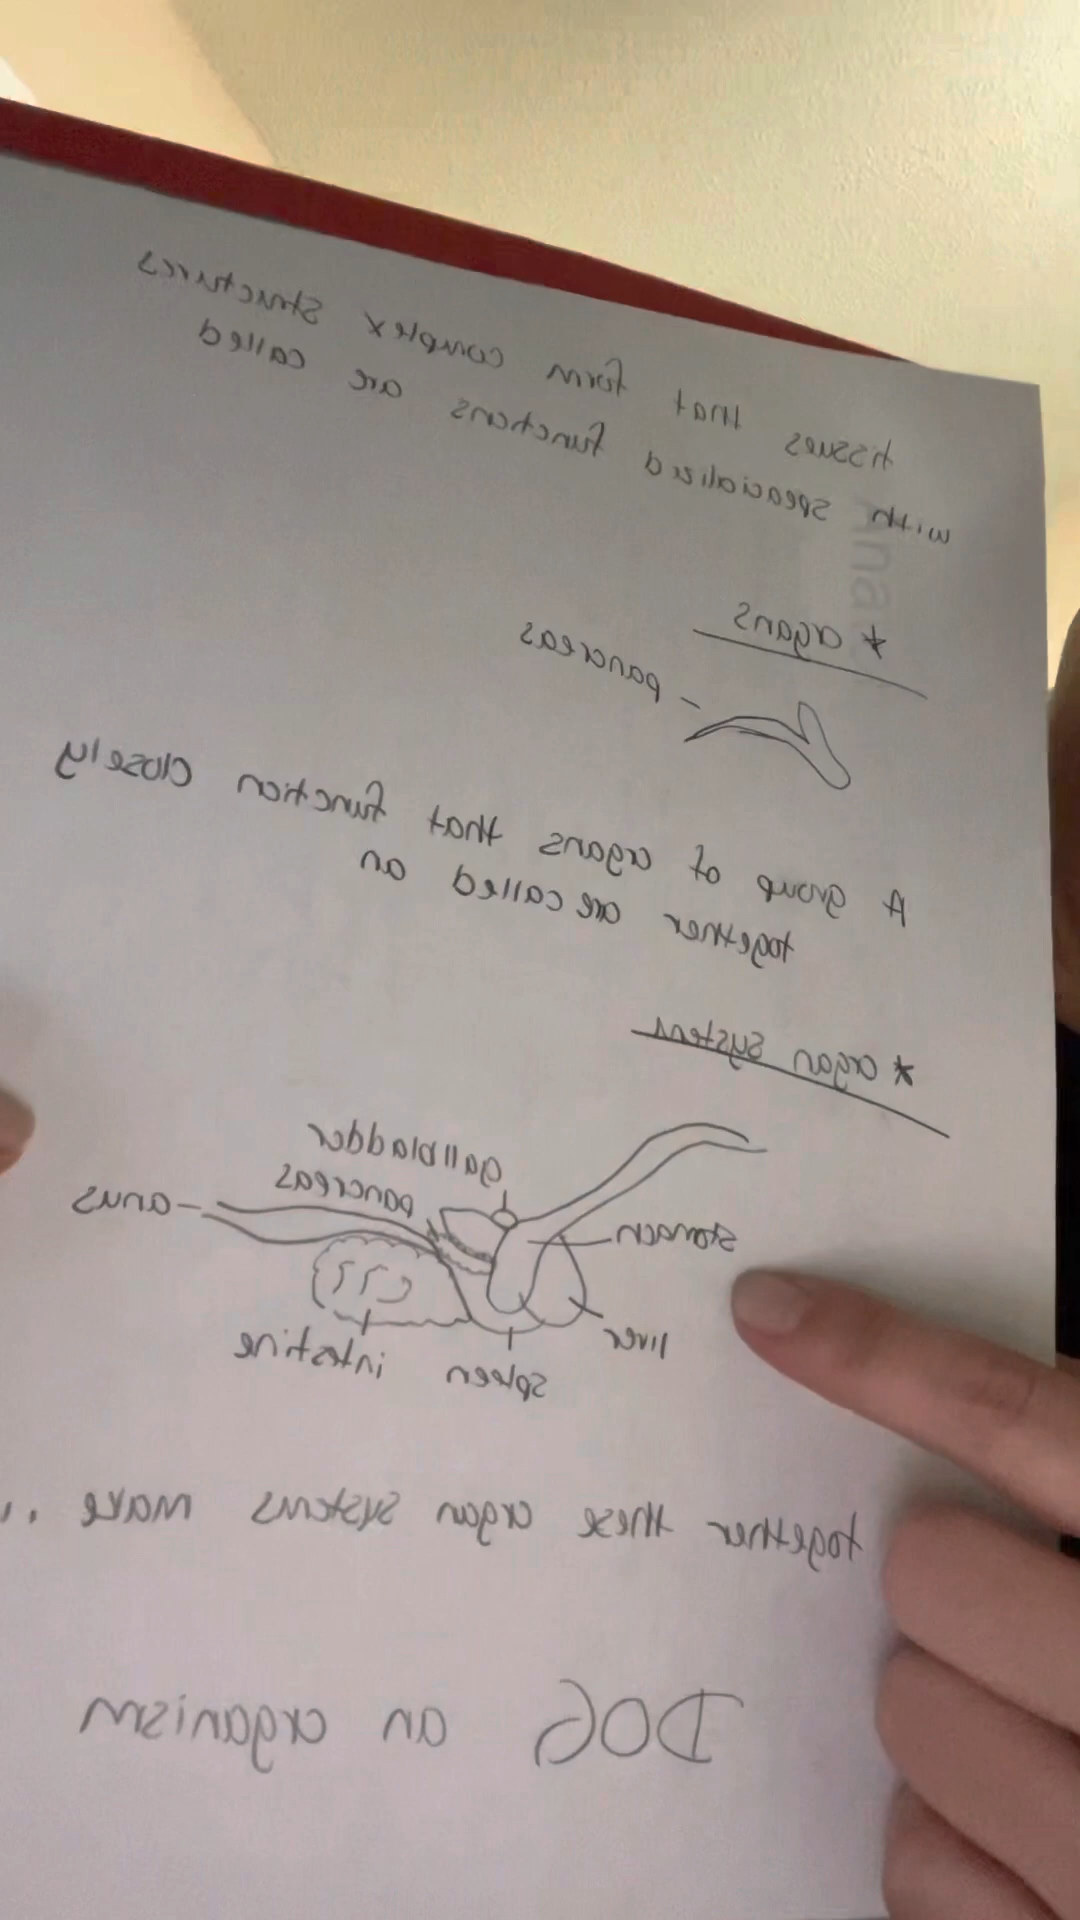 tissues that form complex structures
with speacialized functions are called
* organs
- pancreas
A group of organs that function closely
together are called an
* organ system
gallbladder
pancreas
anus
stomach
liver
spleen
intestine
together these organ systems make ...
DOG an organism
Ana